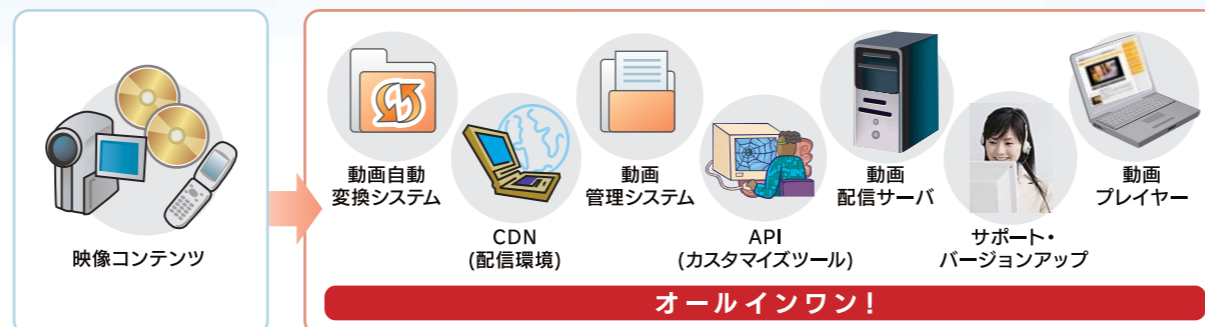 映像コンテンツ
動画自動
変換システム
CDN
(配信環境)
動画
管理システム
API
(カスタマイズツール)
動画
配信サーバ
サポート・
バージョンアップ
動画
プレイヤー
オールインワン！